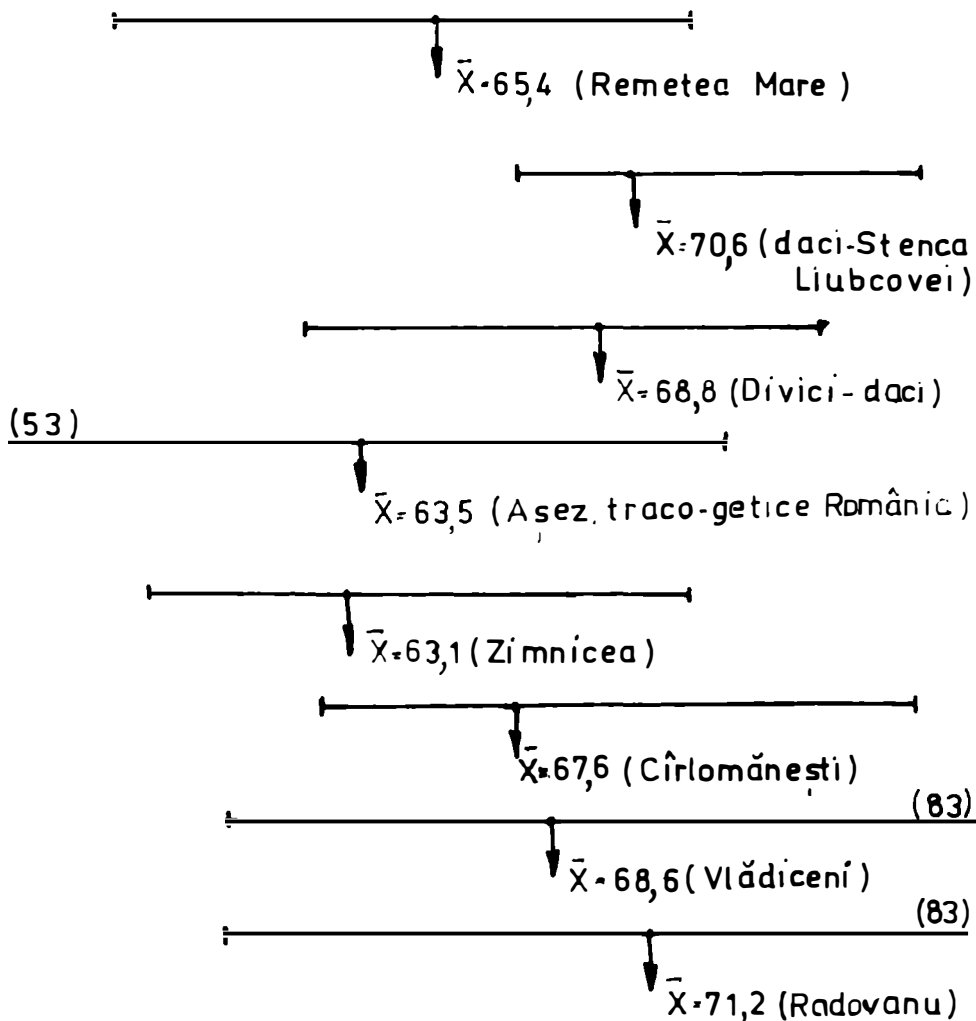 X̄=65,4 (Remetea Mare)
X̄=70,6 (daci-Stenca
Liubcovei)
X̄=68,8 (Divici-daci)
(53)
X̄=63,5 (Așez. traco-getice România)
X̄=63,1 (Zimnicea)
X̄=67,6 (Cîrlomănești)
(83)
X̄=68,6 (Vlădiceni)
(83)
X̄=71,2 (Radovanu)